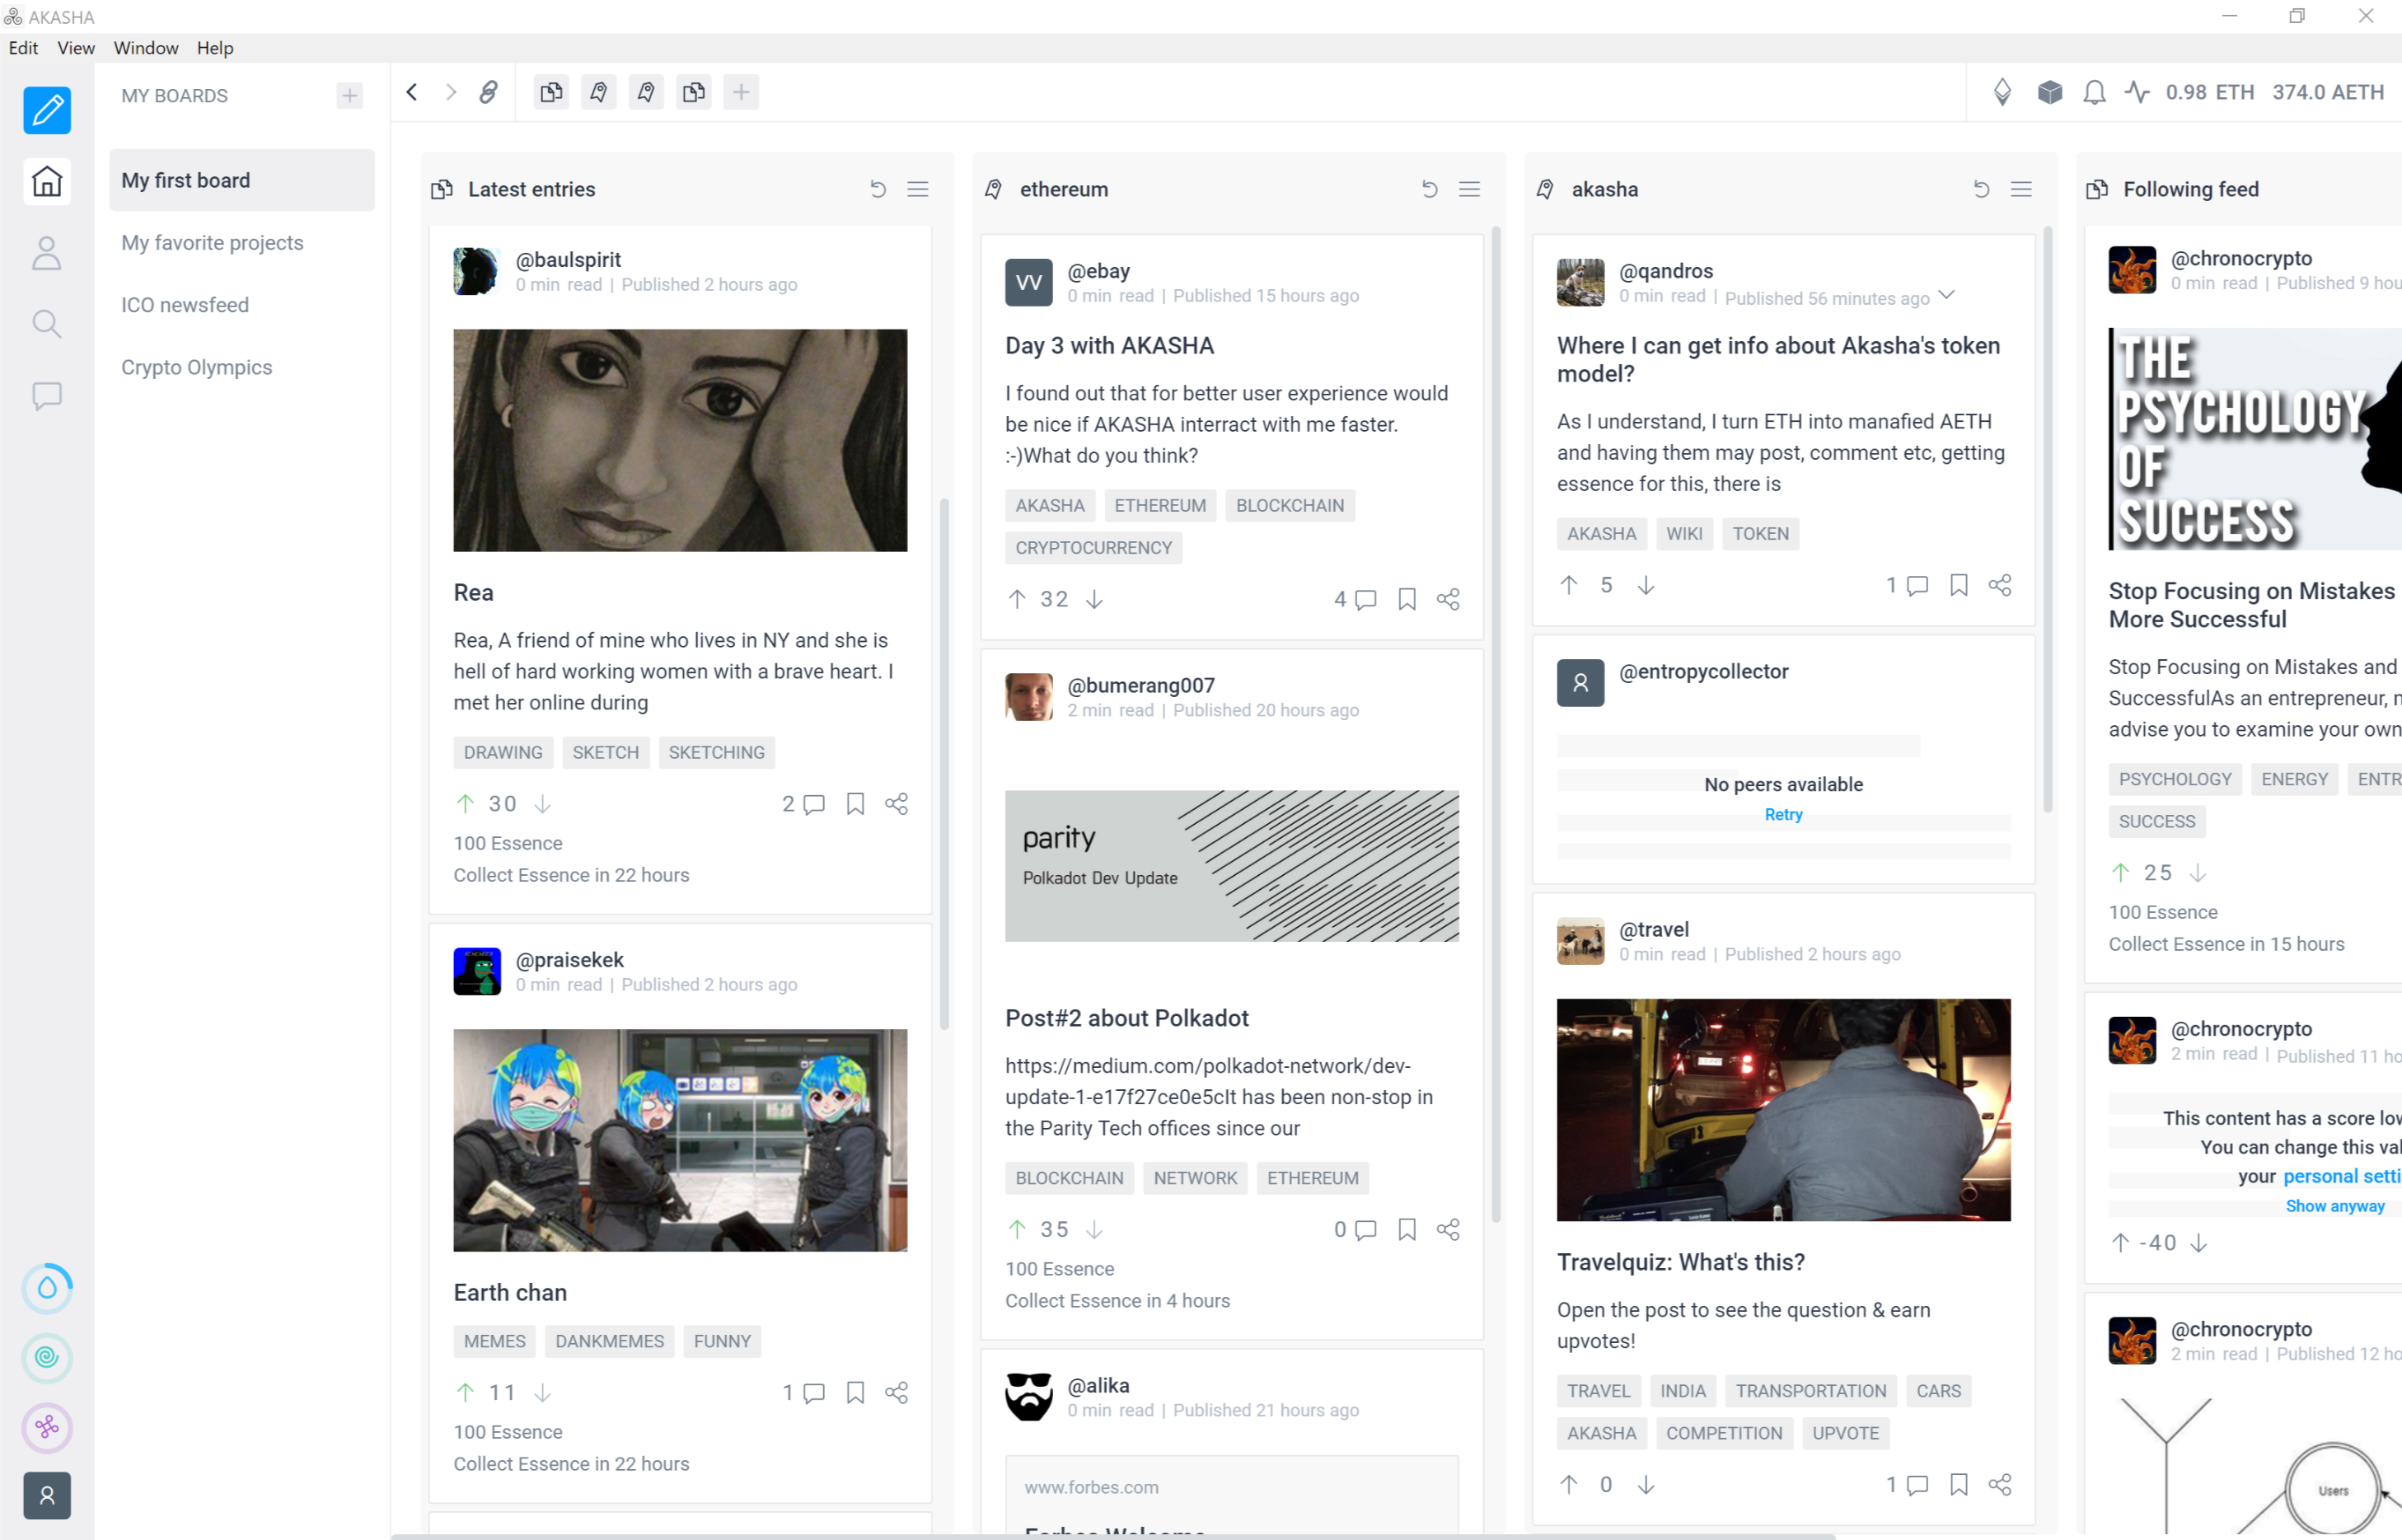 AKASHA
Edit View Window Help
MY BOARDS
My first board
My favorite projects
ICO newsfeed
Crypto Olympics
0.98 ETH 374.0 AETH
Latest entries
@baulspirit
0 min read | Published 2 hours ago
Rea
Rea, A friend of mine who lives in NY and she is
hell of hard working women with a brave heart. I
met her online during
DRAWING SKETCH SKETCHING
30 2
100 Essence
Collect Essence in 22 hours
@praisekek
0 min read | Published 2 hours ago
Earth chan
MEMES DANKMEMES FUNNY
11 1
100 Essence
Collect Essence in 22 hours
ethereum
VV
@ebay
0 min read | Published 15 hours ago
Day 3 with AKASHA
I found out that for better user experience would
be nice if AKASHA interract with me faster.
:-)What do you think?
AKASHA ETHEREUM BLOCKCHAIN
CRYPTOCURRENCY
32 4
@bumerang007
2 min read | Published 20 hours ago
parity
Polkadot Dev Update
Post#2 about Polkadot
https://medium.com/polkadot-network/dev-
update-1-e17f27ce0e5cIt has been non-stop in
the Parity Tech offices since our
BLOCKCHAIN NETWORK ETHEREUM
35 0
100 Essence
Collect Essence in 4 hours
@alika
0 min read | Published 21 hours ago
www.forbes.com
Forbes Welcome
akasha
@qandros
0 min read | Published 56 minutes ago
Where I can get info about Akasha's token
model?
As I understand, I turn ETH into manafied AETH
and having them may post, comment etc, getting
essence for this, there is
AKASHA WIKI TOKEN
5 1
@entropycollector
No peers available
Retry
@travel
0 min read | Published 2 hours ago
Travelquiz: What's this?
Open the post to see the question & earn
upvotes!
TRAVEL INDIA TRANSPORTATION CARS
AKASHA COMPETITION UPVOTE
0 1
Following feed
@chronocrypto
0 min read | Published 9 hou
THE
PSYCHOLOGY
OF
SUCCESS
Stop Focusing on Mistakes
More Successful
Stop Focusing on Mistakes and
SuccessfulAs an entrepreneur, n
advise you to examine your own
PSYCHOLOGY ENERGY ENTR
SUCCESS
25
100 Essence
Collect Essence in 15 hours
@chronocrypto
2 min read | Published 11 ho
This content has a score lov
You can change this val
your personal setti
Show anyway
-40
@chronocrypto
2 min read | Published 12 ho
Users